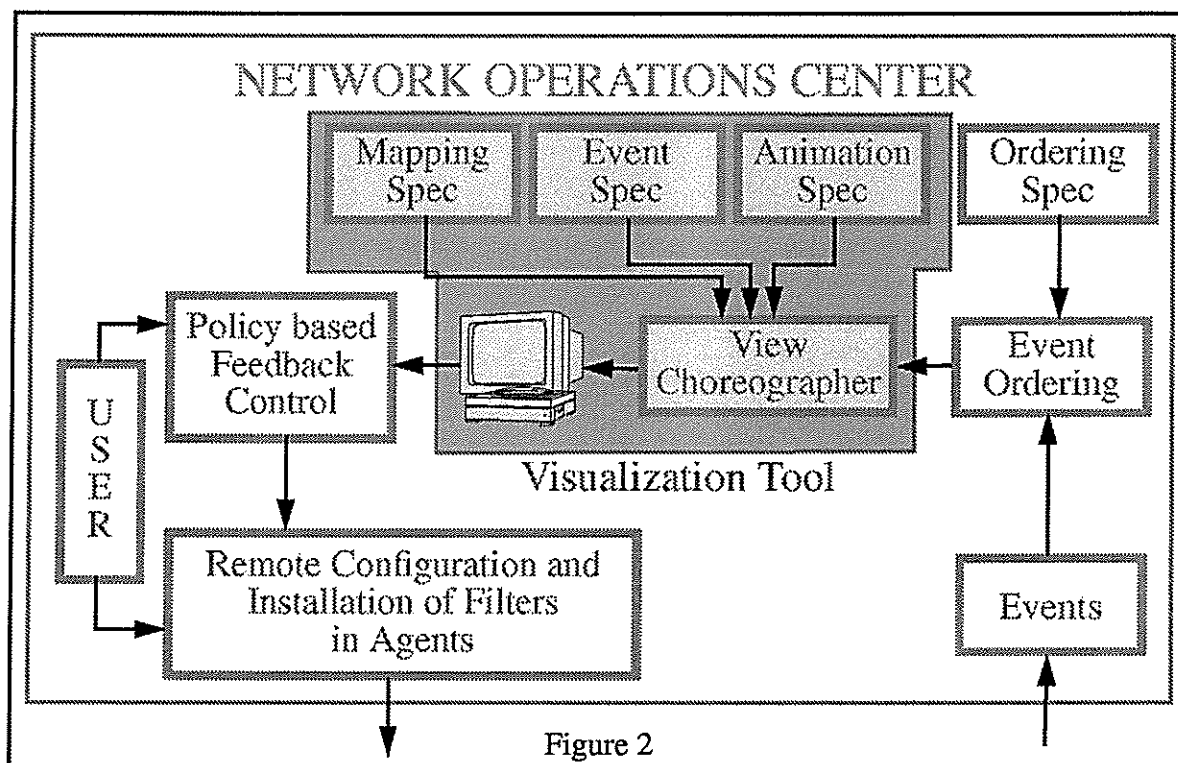 NETWORK OPERATIONS CENTER
Mapping
Spec
Event
Spec
Animation
Spec
Ordering
Spec
Policy based
Feedback
Control
View
Choreographer
Event
Ordering
Visualization Tool
USER
Remote Configuration and
Installation of Filters
in Agents
Events
Figure 2